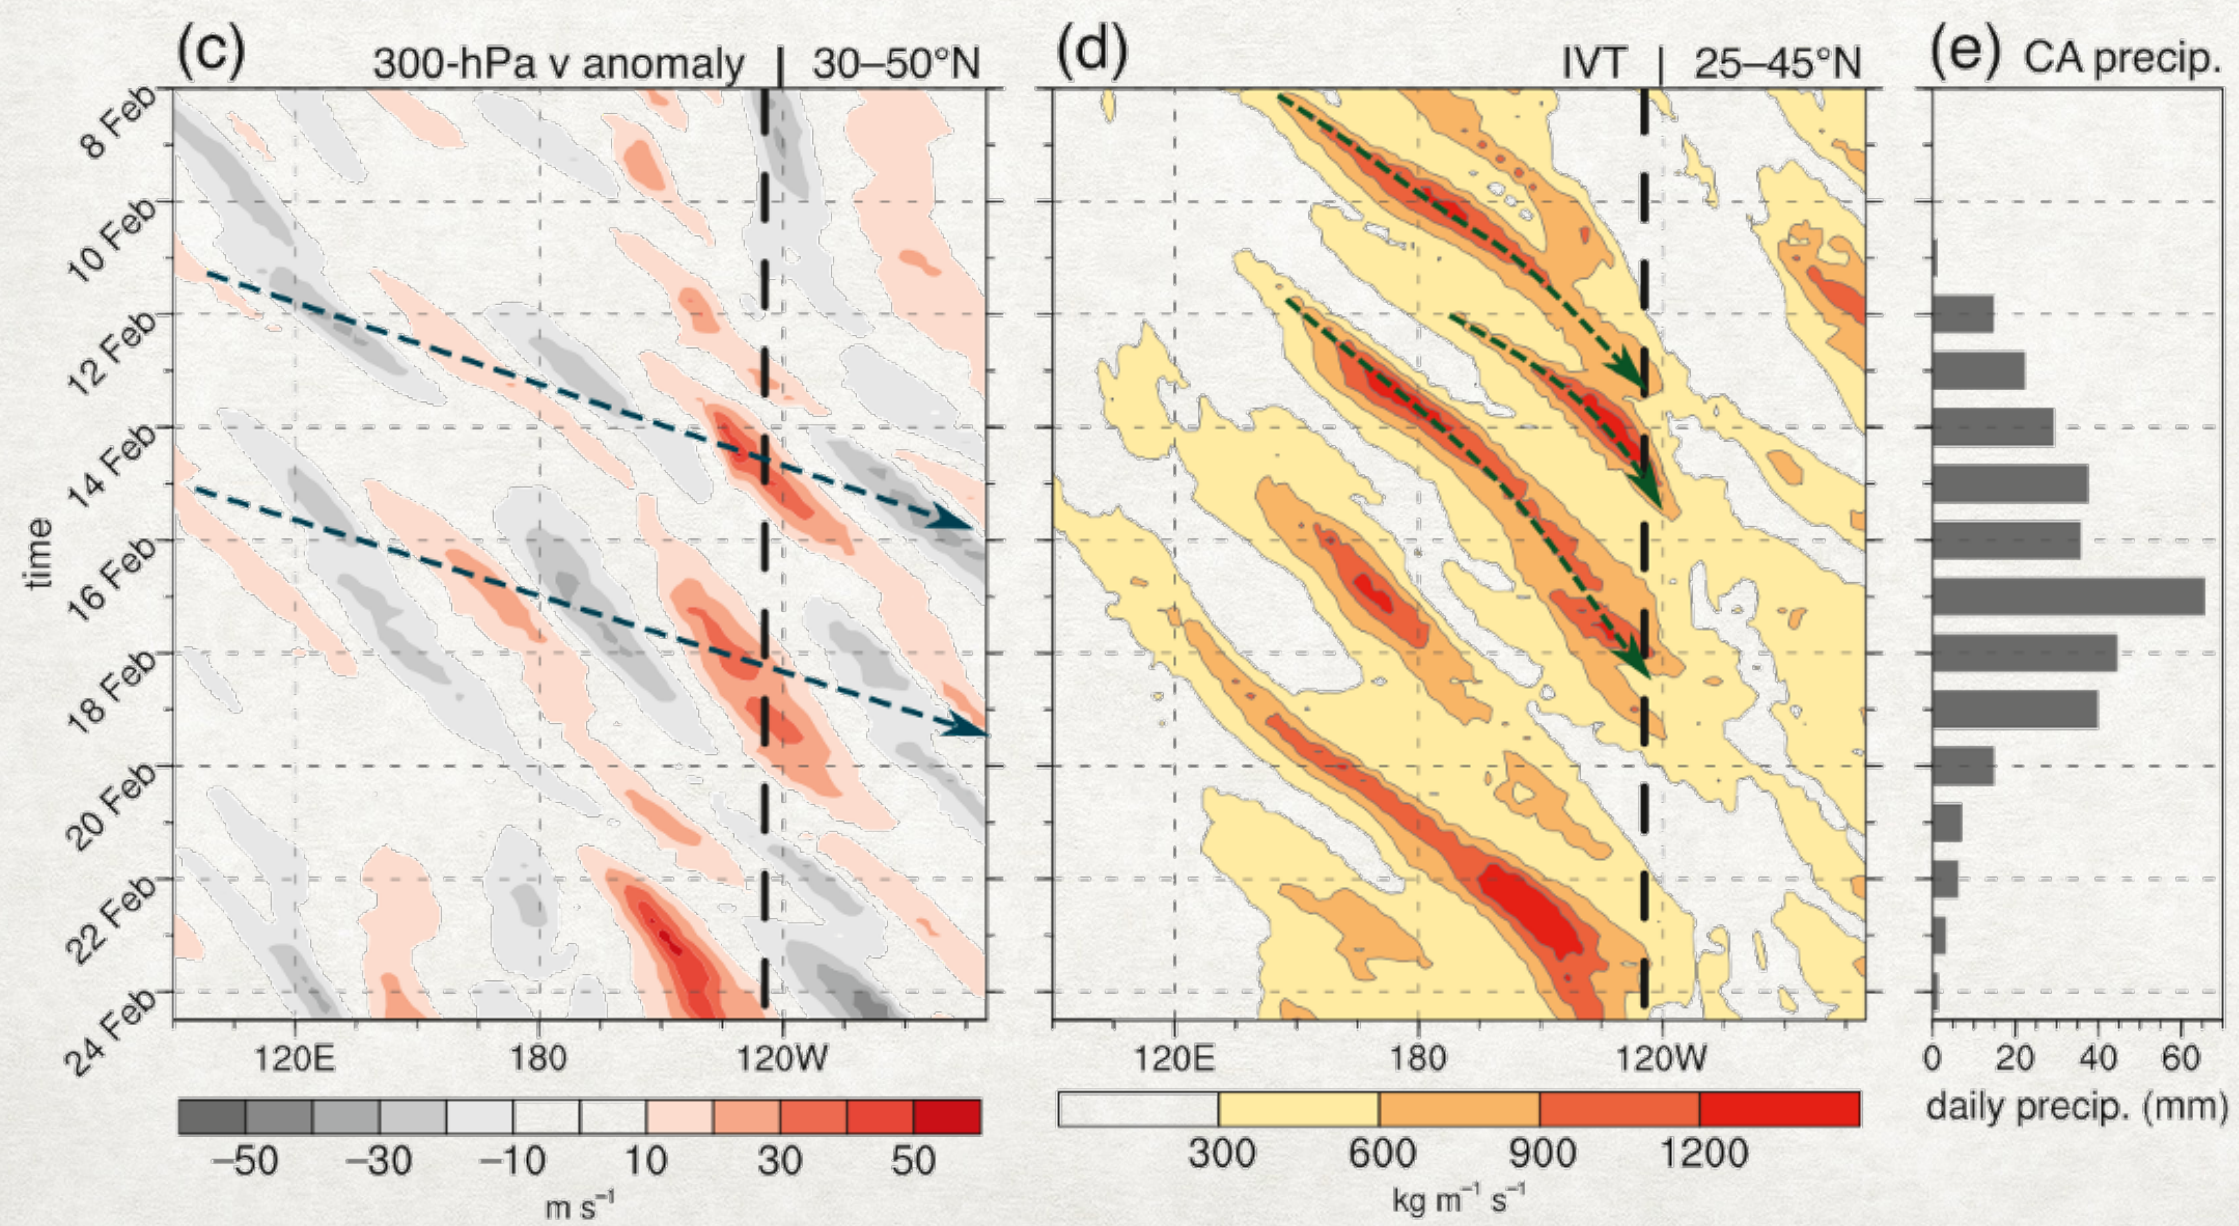 (c) 300-hPa v anomaly | 30–50°N
8 Feb
10 Feb
12 Feb
14 Feb
16 Feb
18 Feb
20 Feb
22 Feb
24 Feb
time
120E 180 120W
–50 –30 –10 10 30 50
m s⁻¹
(d) IVT | 25–45°N
120E 180 120W
300 600 900 1200
kg m⁻¹ s⁻¹
(e) CA precip.
0 20 40 60
daily precip. (mm)